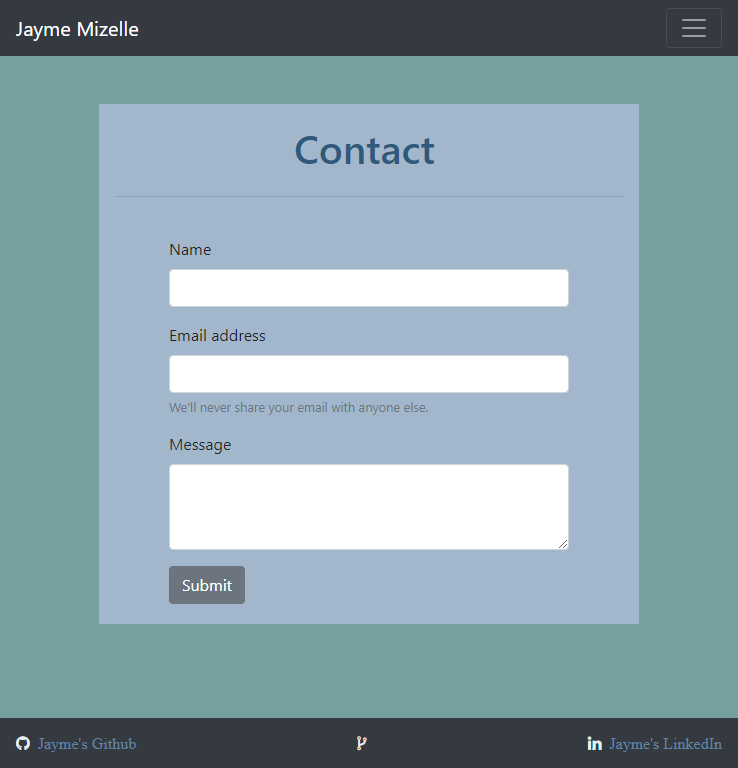 Jayme Mizelle
Contact
Name
Email address
We'll never share your email with anyone else.
Message
Submit
Jayme's Github
Jayme's LinkedIn